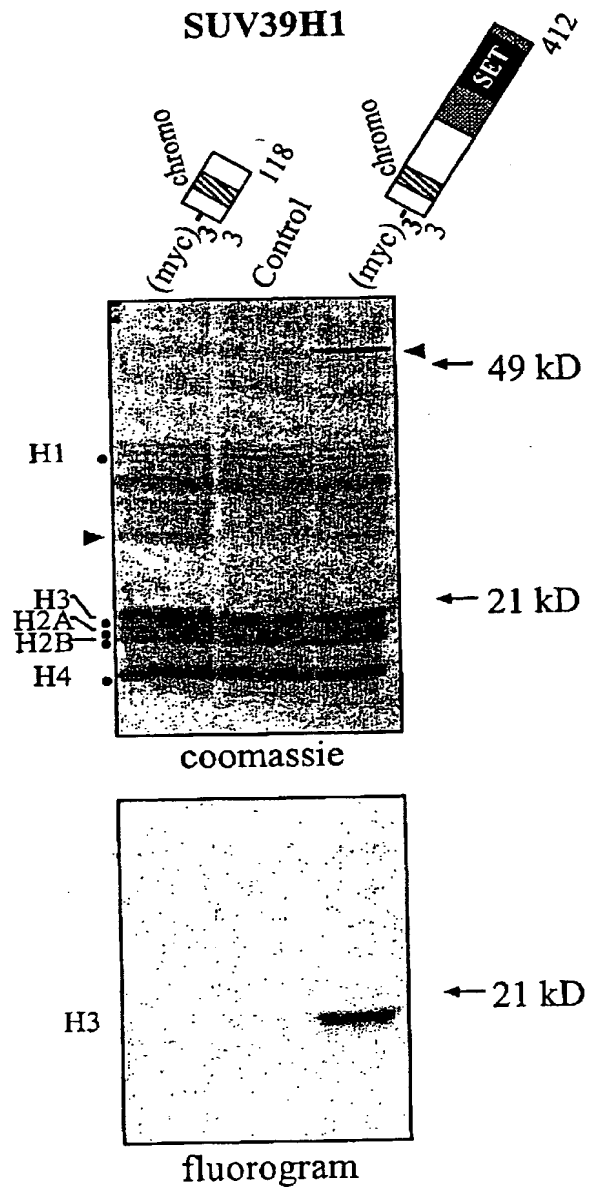 SUV39H1
412
SET
chromo
chromo
118
(myc)3
3
Control
(myc)3
3
49 kD
H1
H3
H2A
H2B
H4
21 kD
coomassie
21 kD
H3
fluorogram